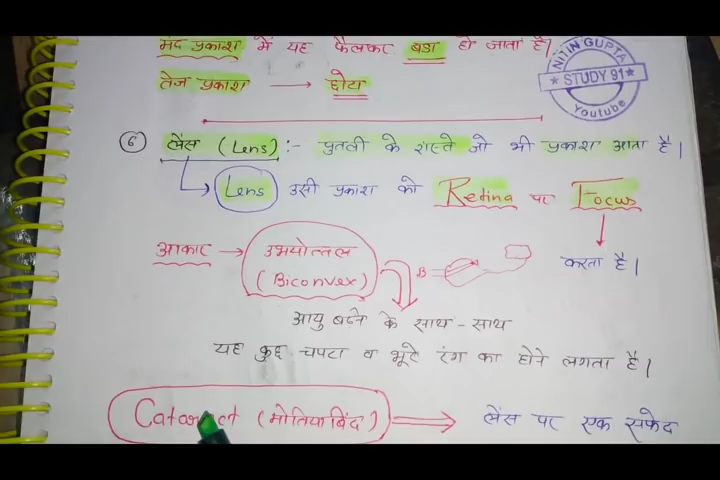 मंद प्रकाश में यह फैलकर बडा हो जाता है।
तेज प्रकाश → छोटा
NITIN GUPTA
STUDY 91
Youtube
⑥ लेंस (Lens) :- पुतली के रास्ते जो भी प्रकाश आता है।
Lens उसी प्रकाश को Retina पर Focus
आकार → उभयोत्तल करता है।
(Biconvex)
आयु बढ़ने के साथ-साथ
यह कुछ चपटा व भूरे रंग का होने लगता है।
Cataract (मोतियाबिंद) ⇒ लेंस पर एक सफेद